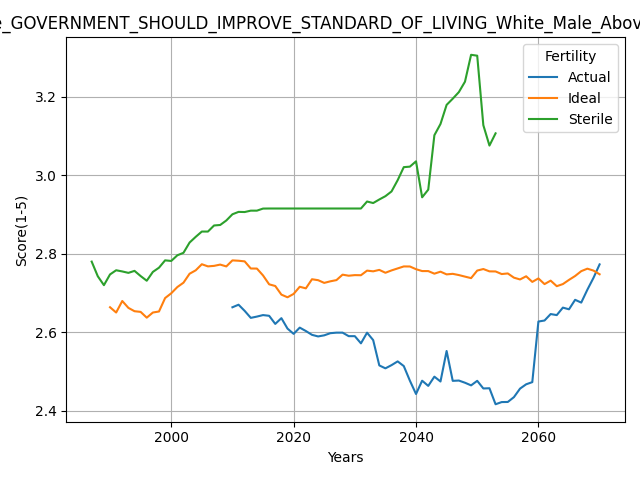 _GOVERNMENT_SHOULD_IMPROVE_STANDARD_OF_LIVING_White_Male_Abov
Fertility
Actual
Ideal
Sterile
Score(1-5)
3.2
3.0
2.8
2.6
2.4
2000
2020
2040
2060
Years